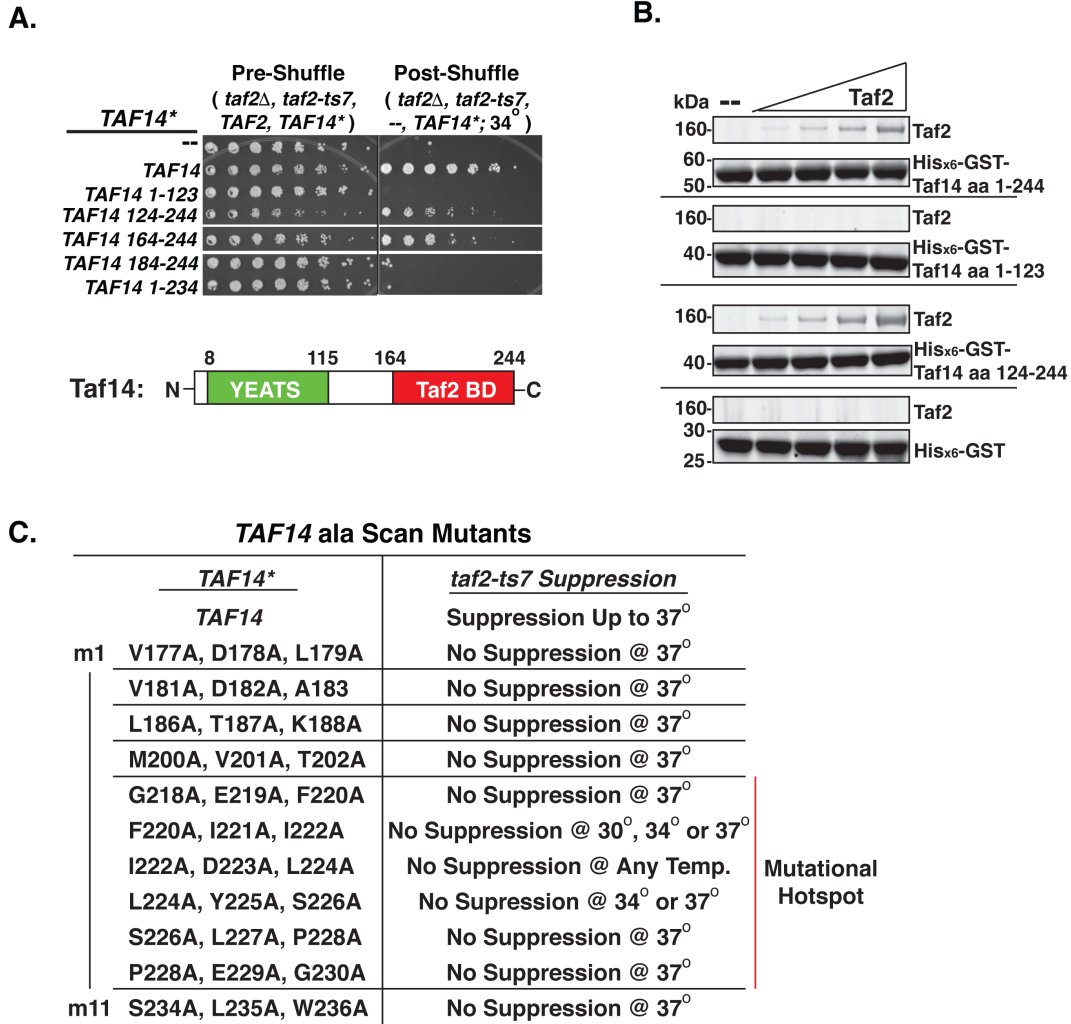 A.
Pre-Shuffle
( taf2Δ, taf2-ts7,
TAF2, TAF14* )
Post-Shuffle
( taf2Δ, taf2-ts7,
--, TAF14*; 34° )
TAF14*
--
TAF14
TAF14 1-123
TAF14 124-244
TAF14 164-244
TAF14 184-244
TAF14 1-234
8 115 164 244
Taf14: N- YEATS Taf2 BD -C
B.
kDa -- Taf2
160- Taf2
60- Hisx6-GST-
50- Taf14 aa 1-244
160- Taf2
40- Hisx6-GST-
Taf14 aa 1-123
160- Taf2
40- Hisx6-GST-
Taf14 aa 124-244
160- Taf2
30- Hisx6-GST
25-
C.
TAF14 ala Scan Mutants
TAF14* taf2-ts7 Suppression
TAF14 Suppression Up to 37°
m1 V177A, D178A, L179A No Suppression @ 37°
V181A, D182A, A183 No Suppression @ 37°
L186A, T187A, K188A No Suppression @ 37°
M200A, V201A, T202A No Suppression @ 37°
G218A, E219A, F220A No Suppression @ 37°
F220A, I221A, I222A No Suppression @ 30°, 34° or 37°
I222A, D223A, L224A No Suppression @ Any Temp.
L224A, Y225A, S226A No Supression @ 34° or 37°
S226A, L227A, P228A No Suppression @ 37°
P228A, E229A, G230A No Suppression @ 37°
m11 S234A, L235A, W236A No Suppression @ 37°
Mutational
Hotspot